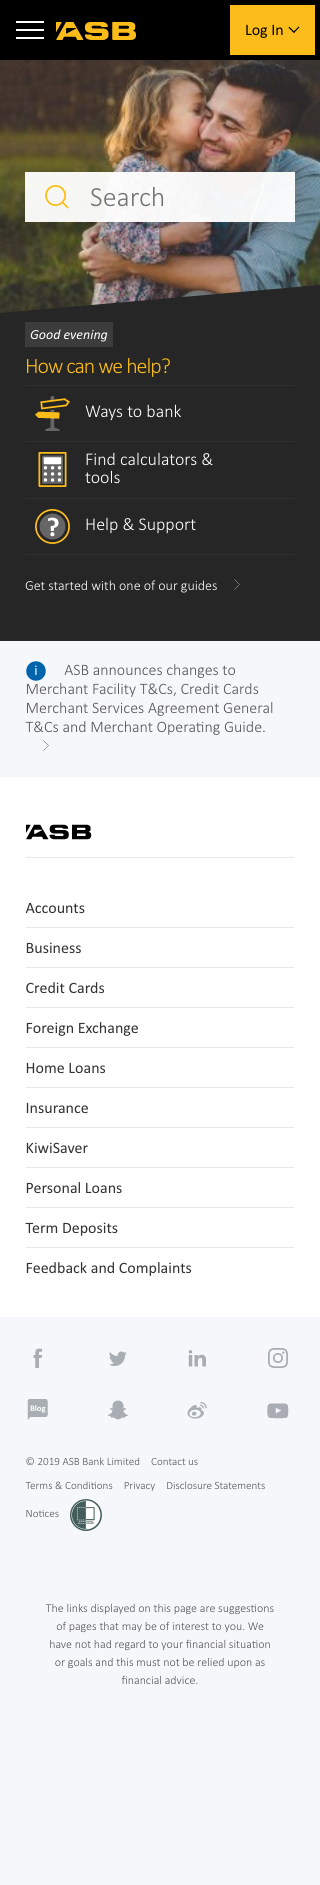 ASB
Log In
Search
Good evening
How can we help?
Ways to bank
Find calculators &
tools
Help & Support
Get started with one of our guides
ASB announces changes to
Merchant Facility T&Cs, Credit Cards
Merchant Services Agreement General
T&Cs and Merchant Operating Guide.
ASB
Accounts
Business
Credit Cards
Foreign Exchange
Home Loans
Insurance
KiwiSaver
Personal Loans
Term Deposits
Feedback and Complaints
Blog
© 2019 ASB Bank Limited Contact us
Terms & Conditions Privacy Disclosure Statements
Notices
The links displayed on this page are suggestions
of pages that may be of interest to you. We
have not had regard to your financial situation
or goals and this must not be relied upon as
financial advice.